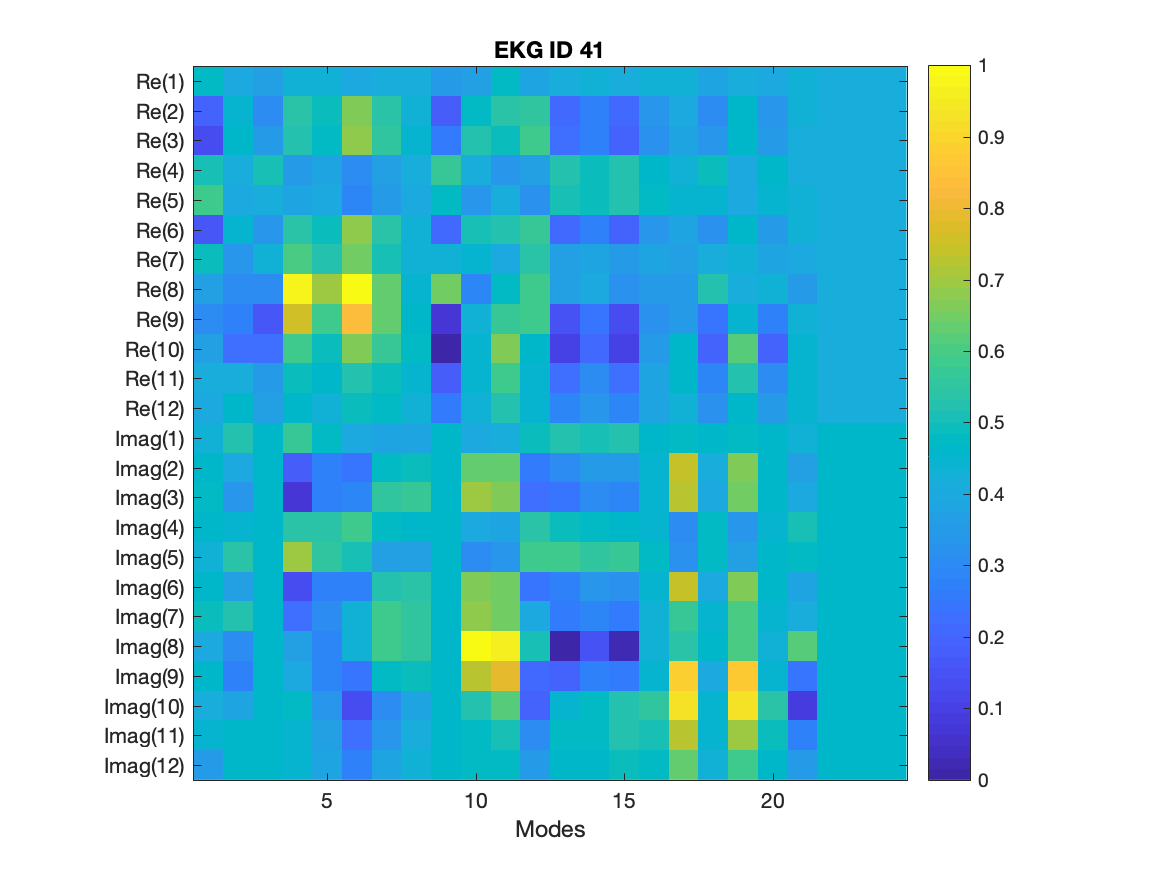 EKG ID 41
Re(1)
Re(2)
Re(3)
Re(4)
Re(5)
Re(6)
Re(7)
Re(8)
Re(9)
Re(10)
Re(11)
Re(12)
Imag(1)
Imag(2)
Imag(3)
Imag(4)
Imag(5)
Imag(6)
Imag(7)
Imag(8)
Imag(9)
Imag(10)
Imag(11)
Imag(12)
5 10 15 20
Modes
1
0.9
0.8
0.7
0.6
0.5
0.4
0.3
0.2
0.1
0